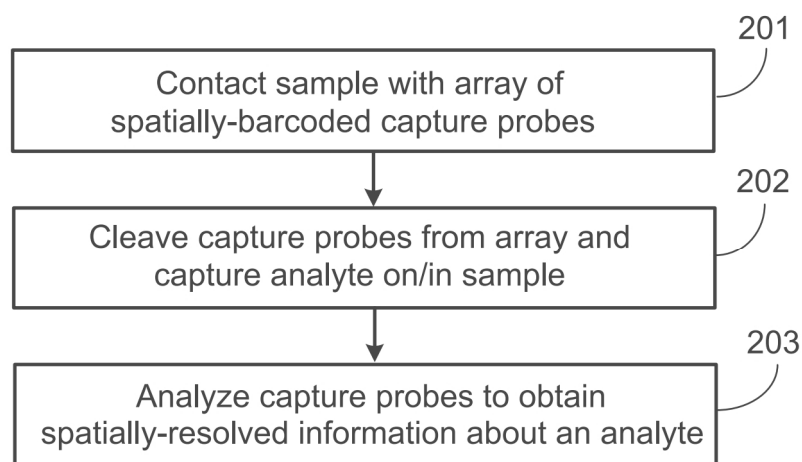 201
Contact sample with array of
spatially-barcoded capture probes
202
Cleave capture probes from array and
capture analyte on/in sample
203
Analyze capture probes to obtain
spatially-resolved information about an analyte